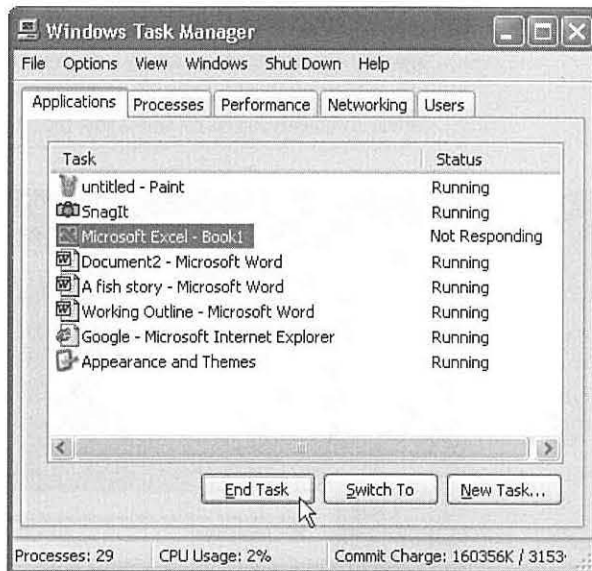 Windows Task Manager
File Options View Windows Shut Down Help
Applications Processes Performance Networking Users
Task Status
untitled - Paint Running
SnagIt Running
Microsoft Excel - Book1 Not Responding
Document2 - Microsoft Word Running
A fish story - Microsoft Word Running
Working Outline - Microsoft Word Running
Google - Microsoft Internet Explorer Running
Appearance and Themes Running
End Task Switch To New Task...
Processes: 29 CPU Usage: 2% Commit Charge: 160356K / 3153